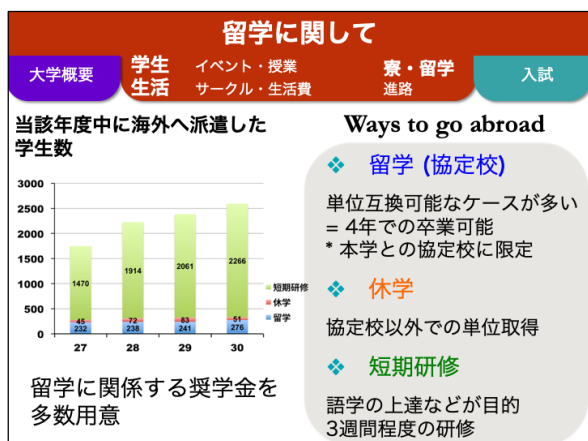 留学に関して
大学概要
学生
生活
イベント・授業
サークル・生活費
寮・留学
進路
入試
当該年度中に海外へ派遣した
学生数
3000
2500
2000
1500
1000
500
0
1470
45
232
1914
72
238
2061
83
241
2266
51
276
27
28
29
30
短期研修
休学
留学
留学に関係する奨学金を
多数用意
Ways to go abroad
❖ 留学 (協定校)
単位互換可能なケースが多い
= 4年での卒業可能
* 本学との協定校に限定
❖ 休学
協定校以外での単位取得
❖ 短期研修
語学の上達などが目的
3週間程度の研修